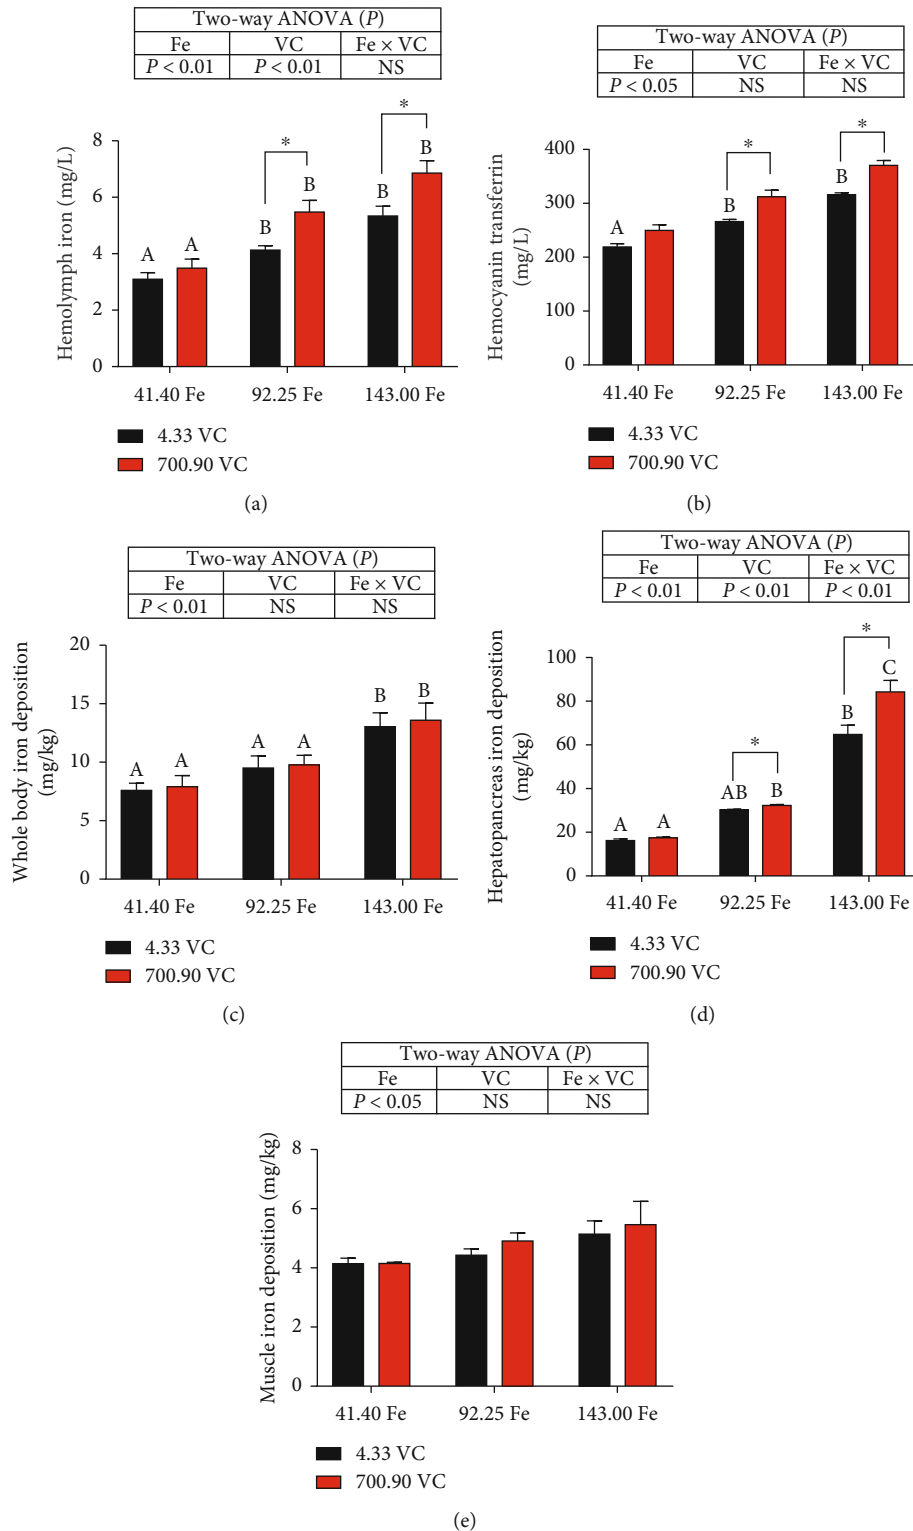 Two-way ANOVA (P)
Fe VC Fe × VC
P < 0.01 P < 0.01 NS
Hemolymph iron (mg/L)
8
6
4
2
0
A A B B B B
* *
41.40 Fe 92.25 Fe 143.00 Fe
4.33 VC
700.90 VC
(a)
Two-way ANOVA (P)
Fe VC Fe × VC
P < 0.05 NS NS
Hemocyanin transferrin
(mg/L)
400
300
200
100
0
A B B
* *
41.40 Fe 92.25 Fe 143.00 Fe
4.33 VC
700.90 VC
(b)
Two-way ANOVA (P)
Fe VC Fe × VC
P < 0.01 NS NS
Whole body iron deposition
(mg/kg)
20
15
10
5
0
A A A A B B
41.40 Fe 92.25 Fe 143.00 Fe
4.33 VC
700.90 VC
(c)
Two-way ANOVA (P)
Fe VC Fe × VC
P < 0.01 P < 0.01 P < 0.01
Hepatopancreas iron deposition
(mg/kg)
100
80
60
40
20
0
A A AB B B C
* *
41.40 Fe 92.25 Fe 143.00 Fe
4.33 VC
700.90 VC
(d)
Two-way ANOVA (P)
Fe VC Fe × VC
P < 0.05 NS NS
Muscle iron deposition (mg/kg)
8
6
4
2
0
41.40 Fe 92.25 Fe 143.00 Fe
4.33 VC
700.90 VC
(e)